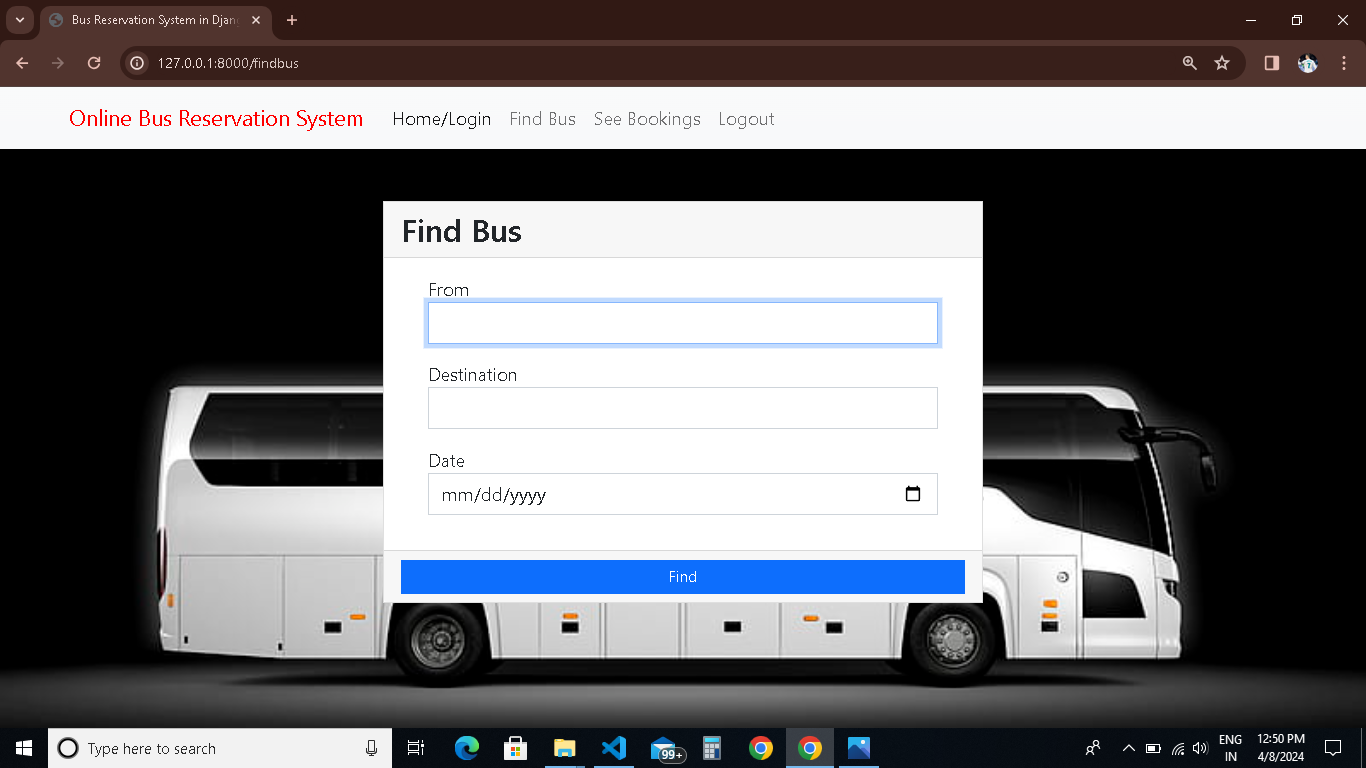 Bus Reservation System in Djan
127.0.0.1:8000/findbus
Online Bus Reservation System Home/Login Find Bus See Bookings Logout
Find Bus
From
Destination
Date
mm/dd/yyyy
Find
Type here to search
99+
ENG
IN
12:50 PM
4/8/2024